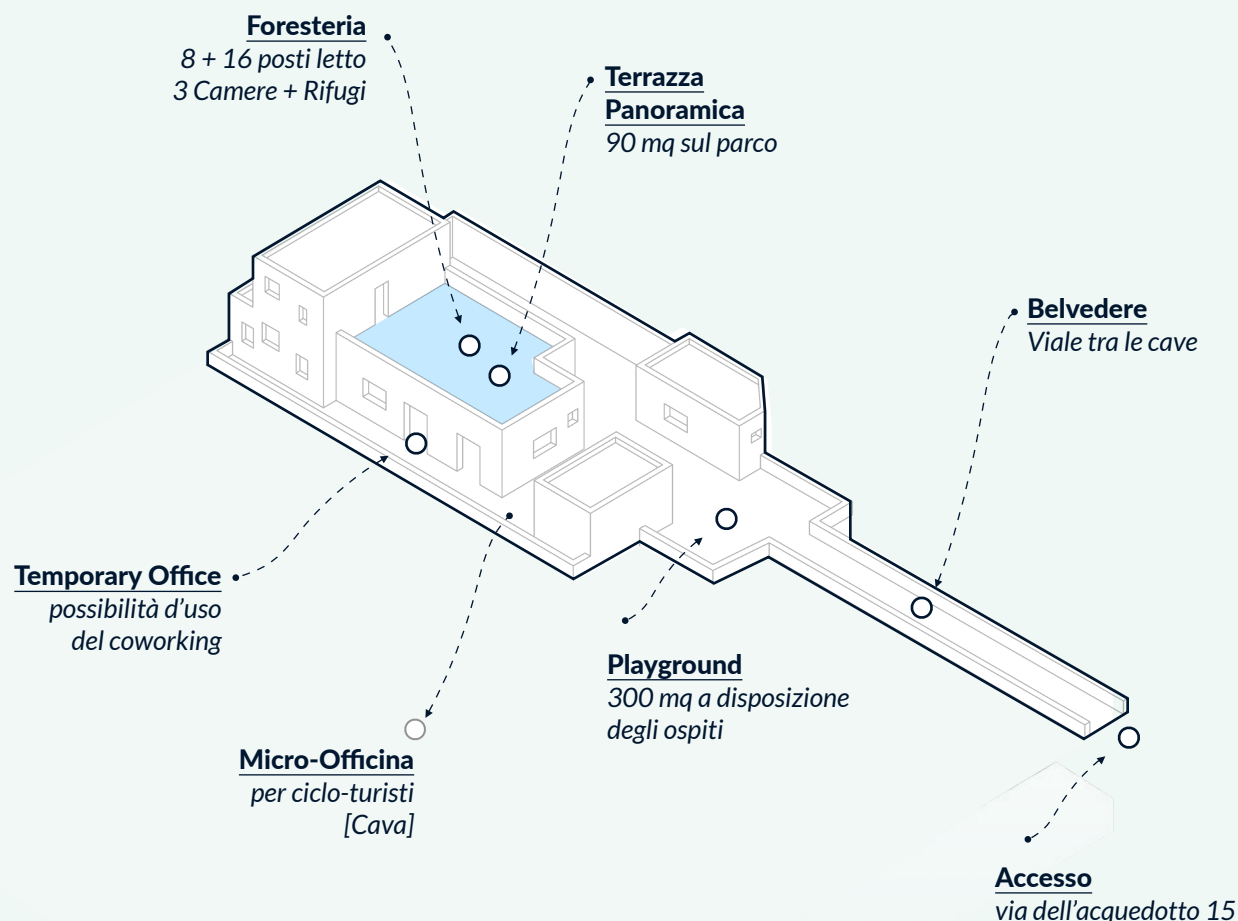 Foresteria
8 + 16 posti letto
3 Camere + Rifugi
Terrazza
Panoramica
90 mq sul parco
Belvedere
Viale tra le cave
Temporary Office
possibilità d’uso
del coworking
Playground
300 mq a disposizione
degli ospiti
Micro-Officina
per ciclo-turisti
[Cava]
Accesso
via dell’acquedotto 15